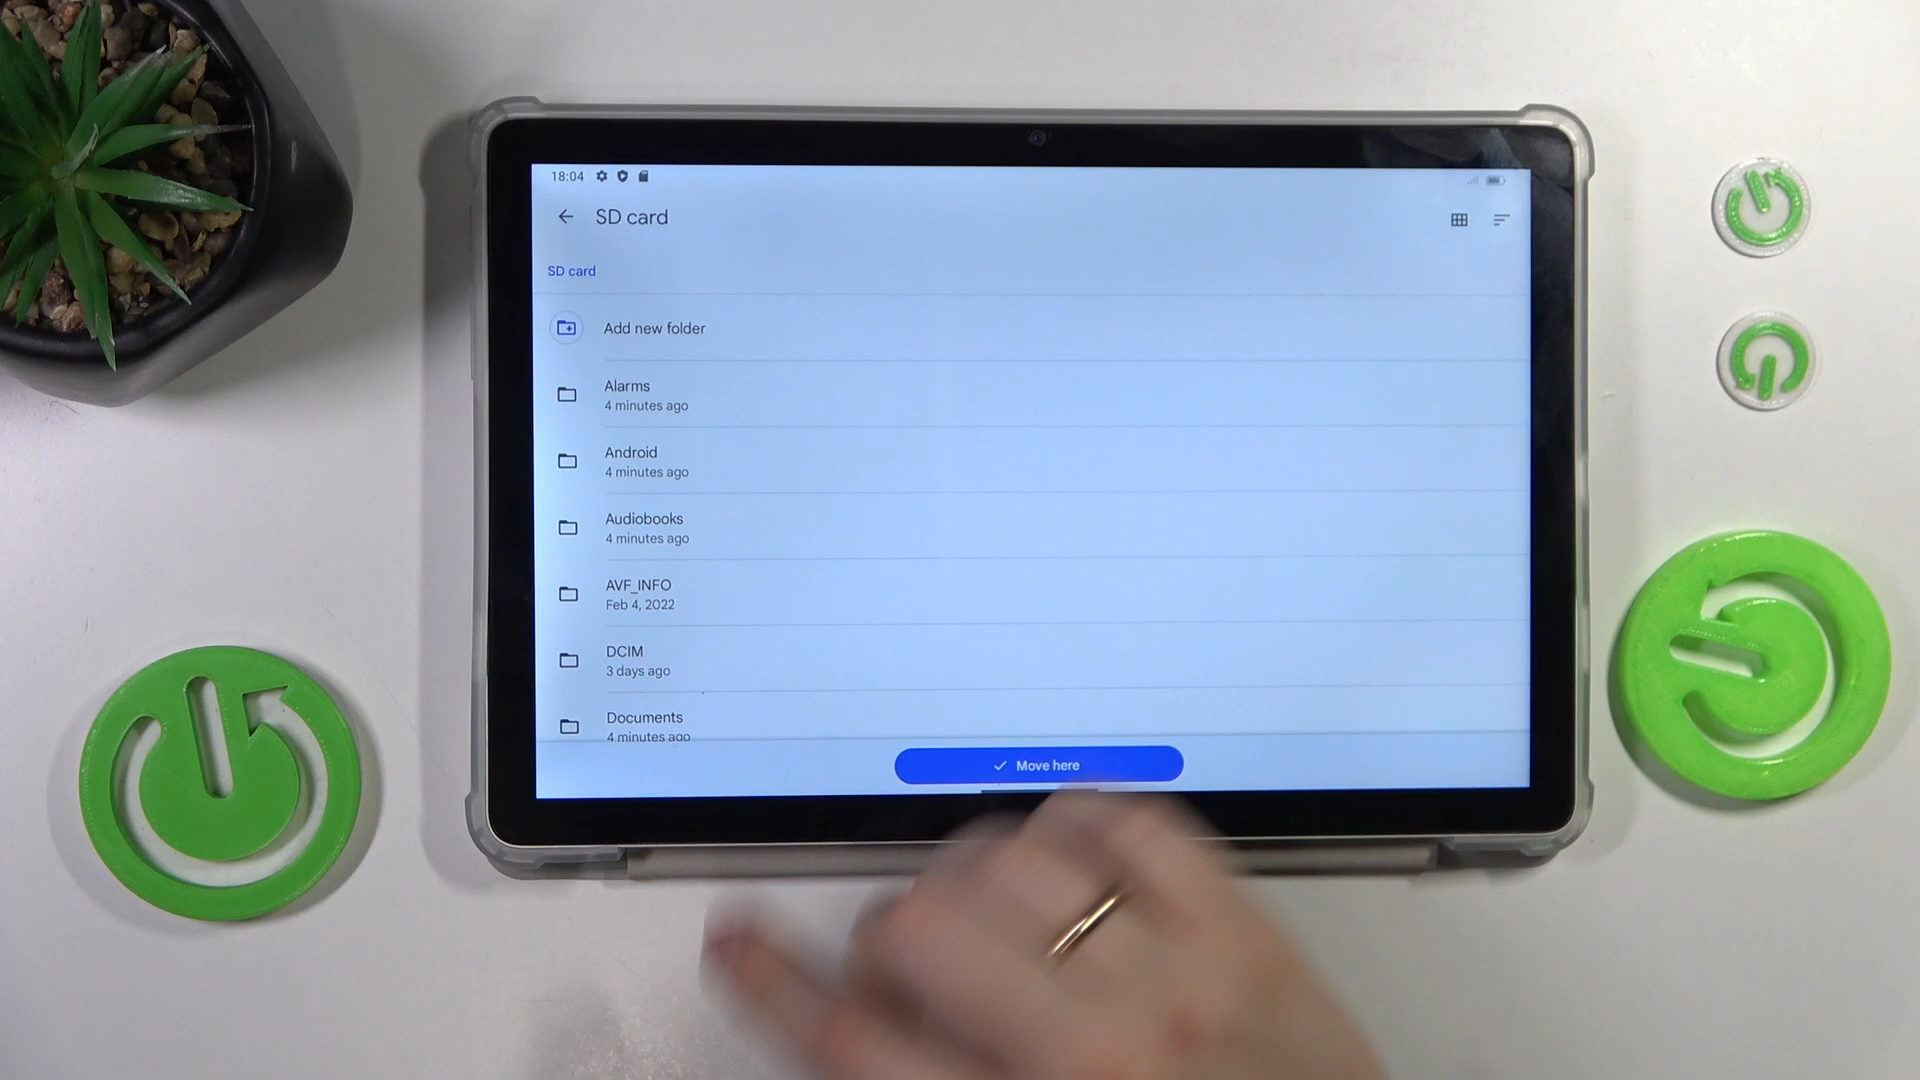 18:04
SD card
SD card
Add new folder
Alarms
4 minutes ago
Android
4 minutes ago
Audiobooks
4 minutes ago
AVF_INFO
Feb 4, 2022
DCIM
3 days ago
Documents
4 minutes ago
Move here